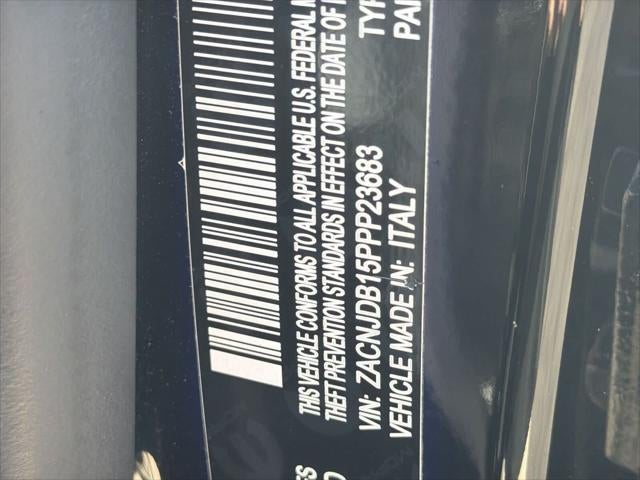 THIS VEHICLE CONFORMS TO ALL APPLICABLE U.S. FEDERAL
THEFT PREVENTION STANDARDS IN EFFECT ON THE DATE OF
VIN: ZACNJDB15PPP23683
VEHICLE MADE IN: ITALY